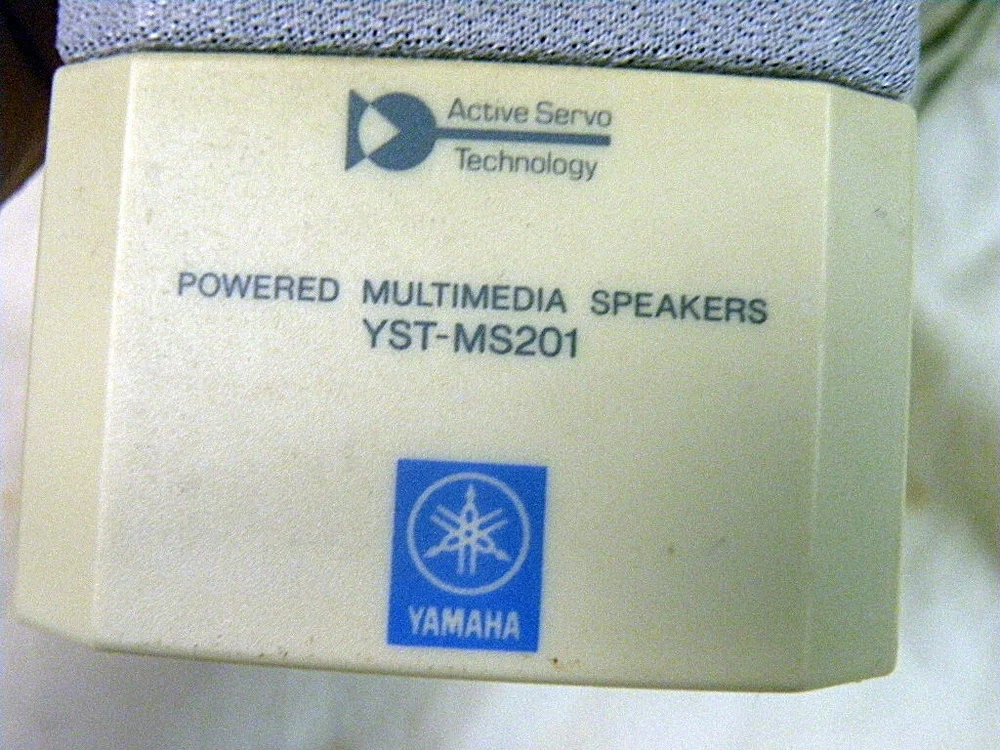 Active Servo
Technology
POWERED MULTIMEDIA SPEAKERS
YST-MS201
YAMAHA